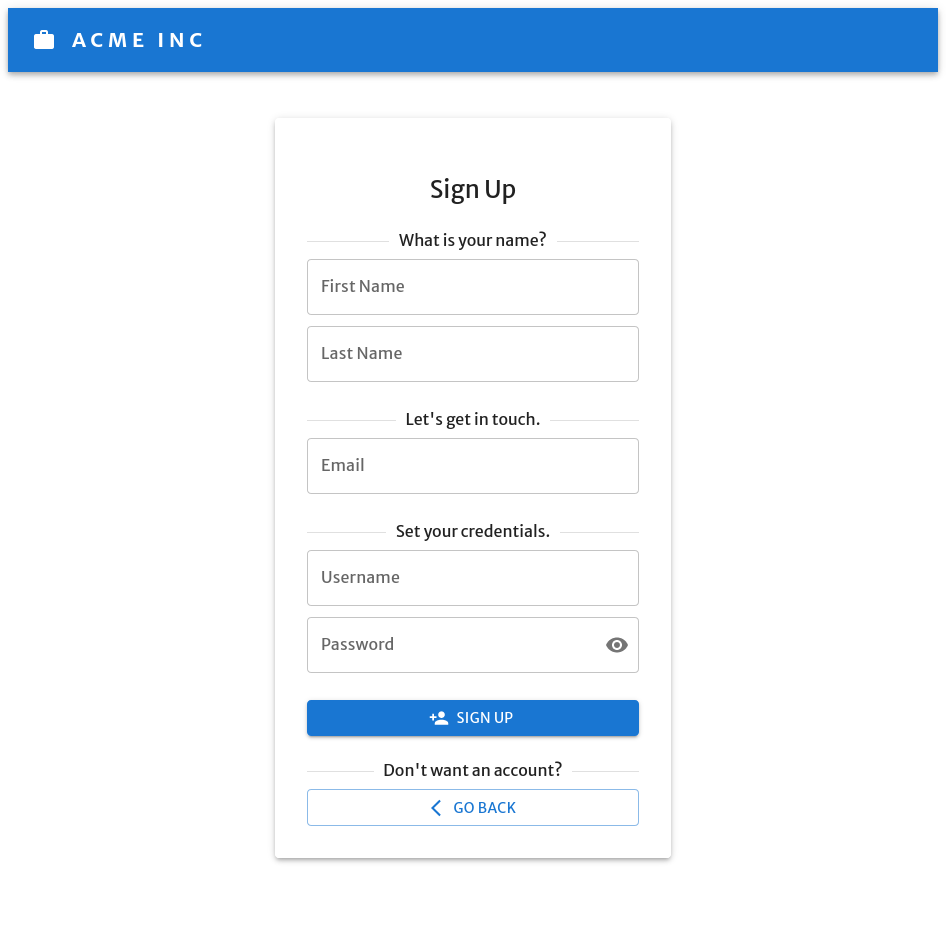 ACME INC
Sign Up
What is your name?
First Name
Last Name
Let's get in touch.
Email
Set your credentials.
Username
Password
SIGN UP
Don't want an account?
GO BACK